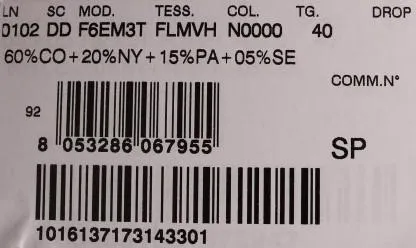 LN SC MOD. TESS. COL. TG. DROP
0102 DD F6EM3T FLMVH N0000 40
60%CO+20%NY+15%PA+05%SE
COMM.N°
92
8 053286 067955
SP
1016137173143301